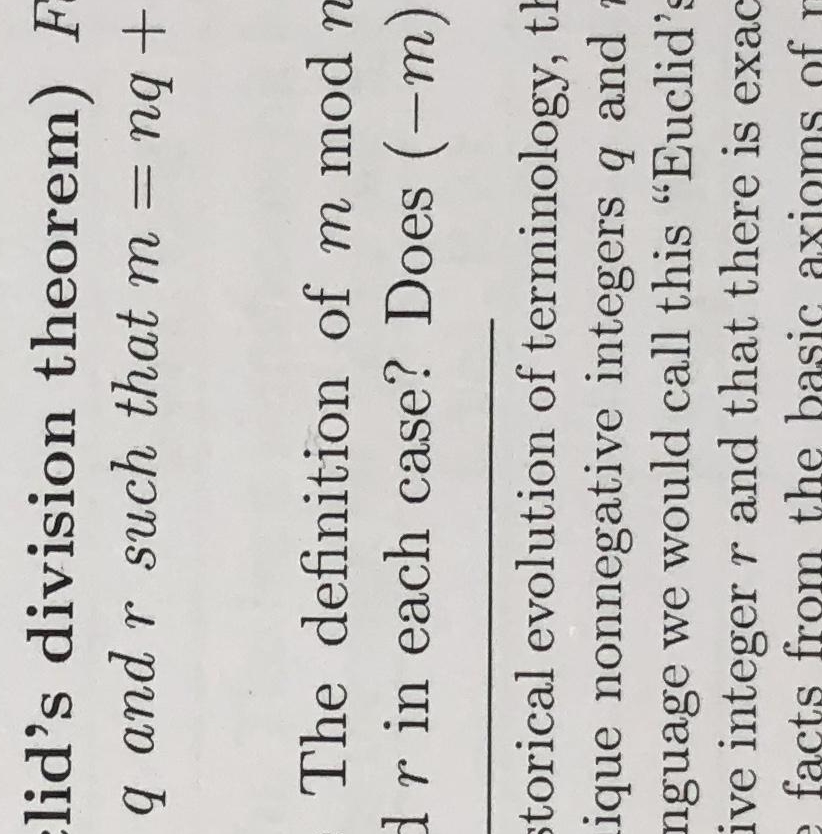 clid's division theorem) F
q and r such that m = nq +
The definition of m mod n
d r in each case? Does (−m)
storical evolution of terminology, th
ique nonnegative integers q and
nguage we would call this “Euclid's
ive integer r and that there is exac
e facts from the basic axioms of